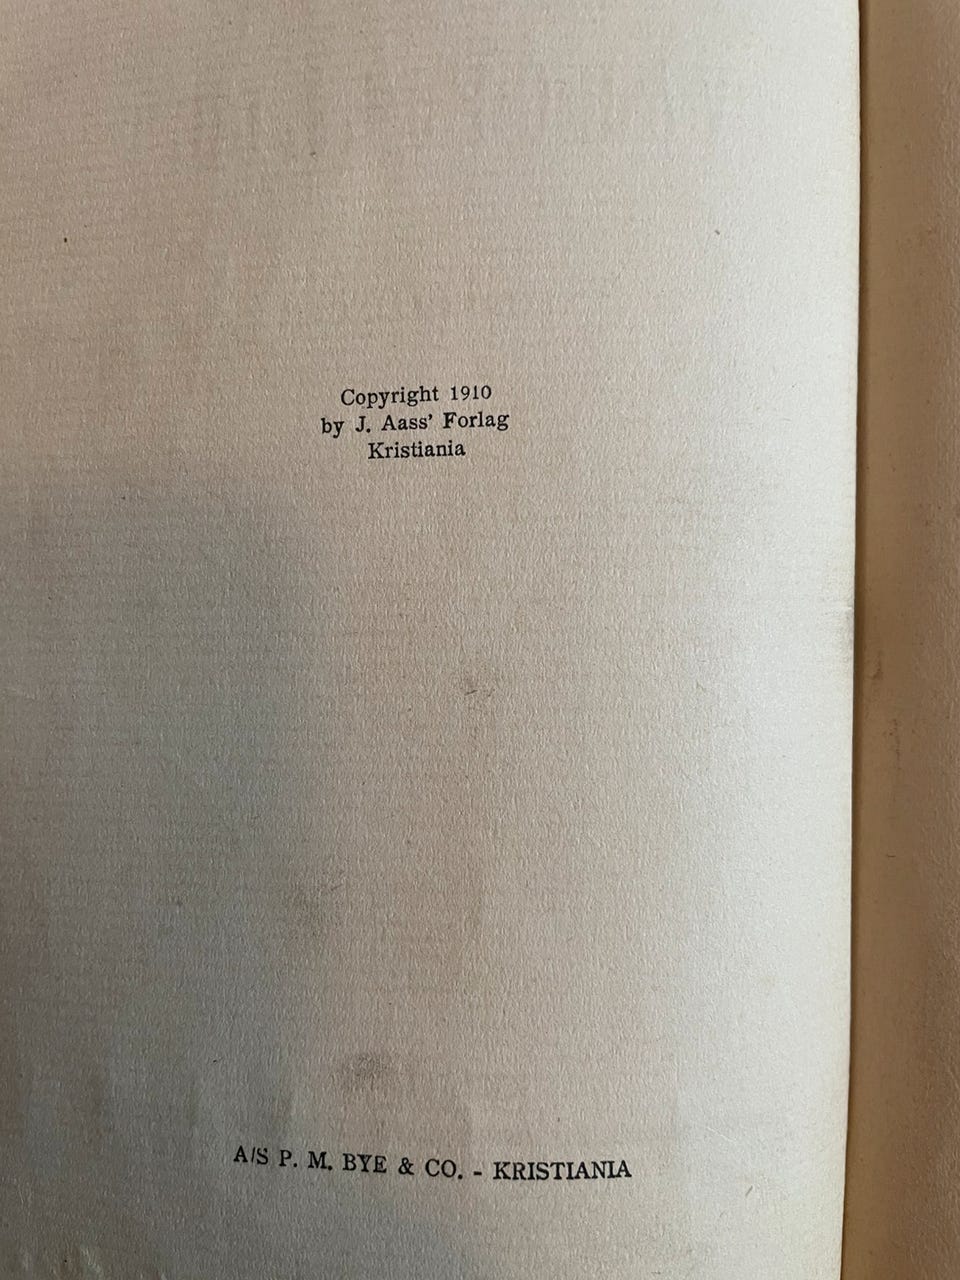 Copyright 1910
by J. Aass' Forlag
Kristiania
A/S P. M. BYE & CO. - KRISTIANIA